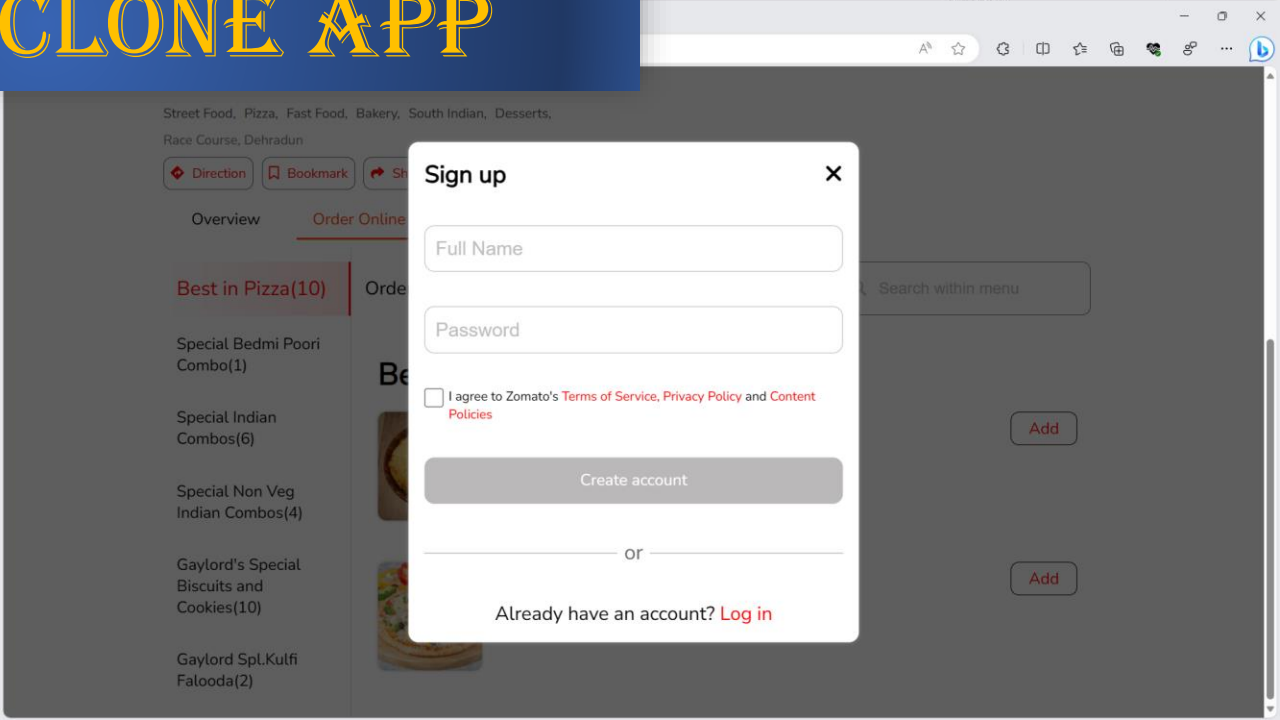 CLONE APP
Street Food, Pizza, Fast Food, Bakery, South Indian, Desserts,
Race Course, Dehradun
Direction
Bookmark
Sh
Overview
Order Online
Best in Pizza(10)
Orde
Search within menu
Special Bedmi Poori
Combo(1)
Be
Special Indian
Combos(6)
Add
Special Non Veg
Indian Combos(4)
Gaylord's Special
Biscuits and
Cookies(10)
Add
Gaylord Spl.Kulfi
Falooda(2)
Sign up
Full Name
Password
I agree to Zomato's Terms of Service, Privacy Policy and Content
Policies
Create account
or
Already have an account? Log in